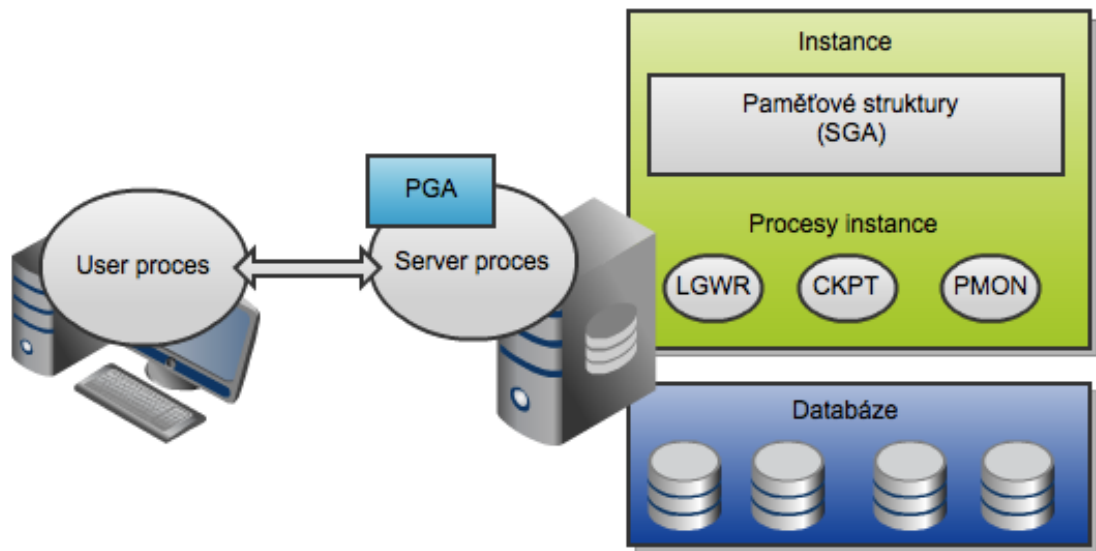 Instance
Paměťové struktury
(SGA)
PGA
Procesy instance
User proces
Server proces
LGWR
CKPT
PMON
Databáze